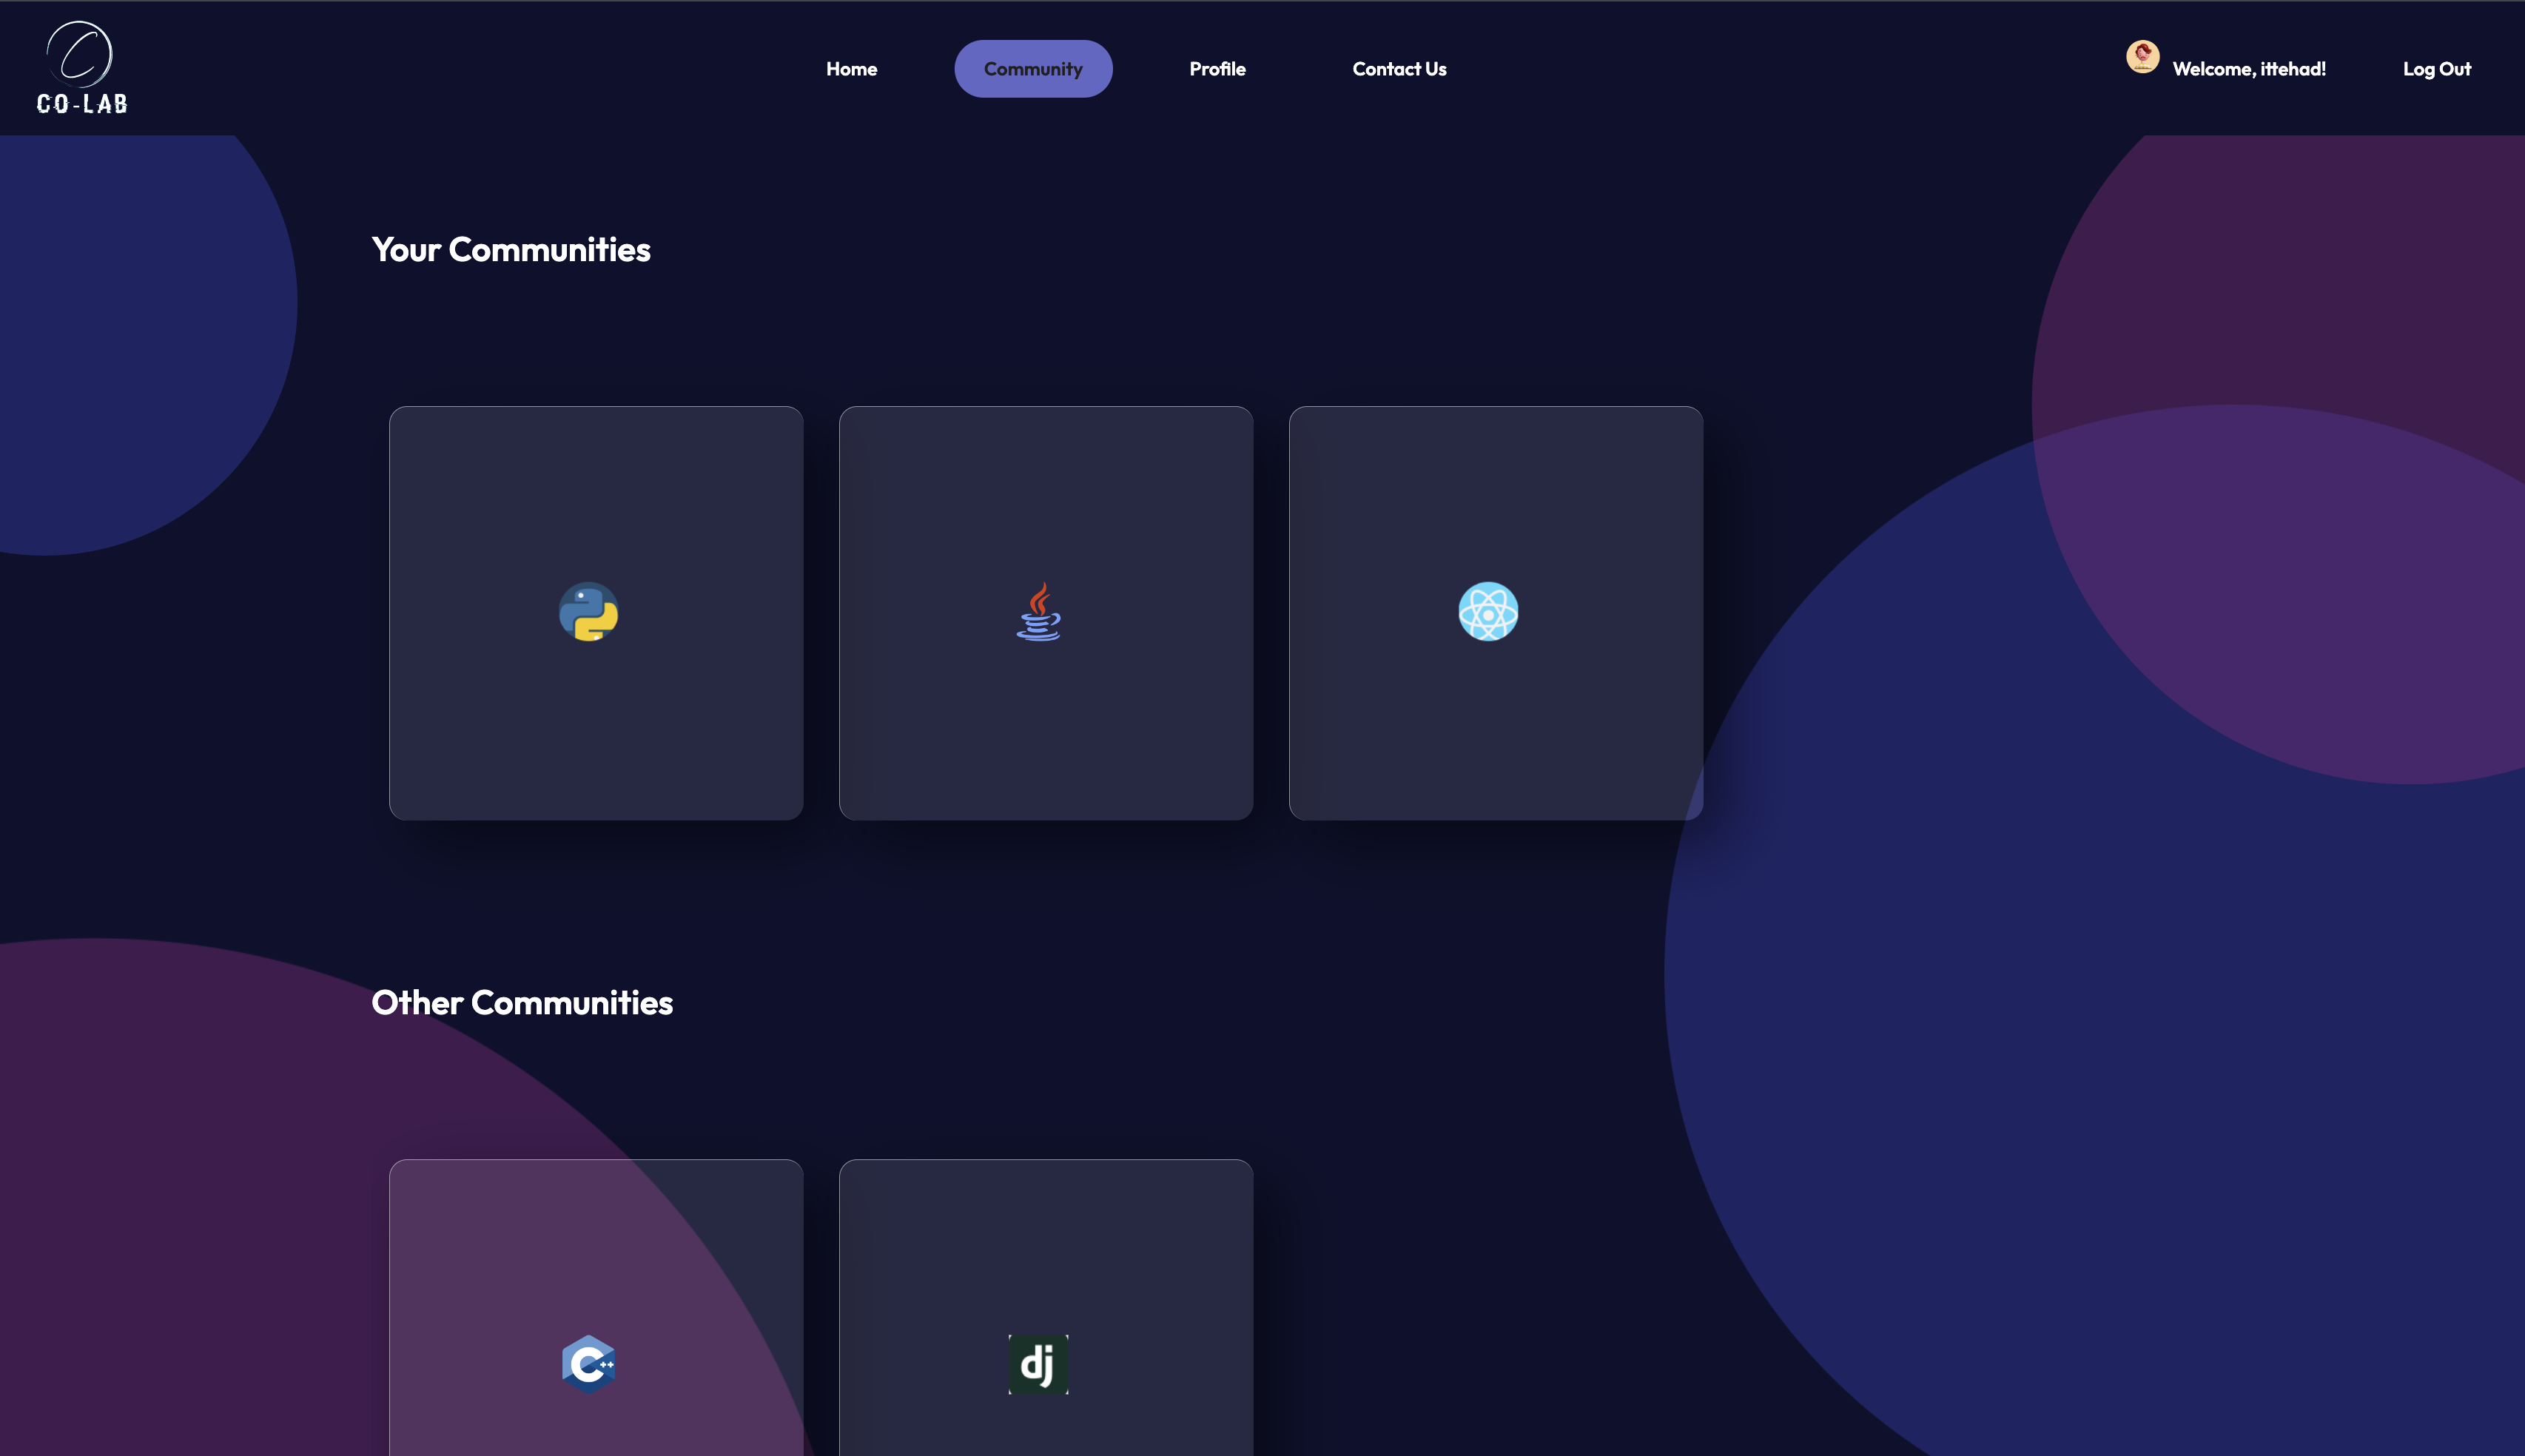 CO-LAB
Home
Community
Profile
Contact Us
Welcome, ittehad!
Log Out
Your Communities
Other Communities
C++
dj